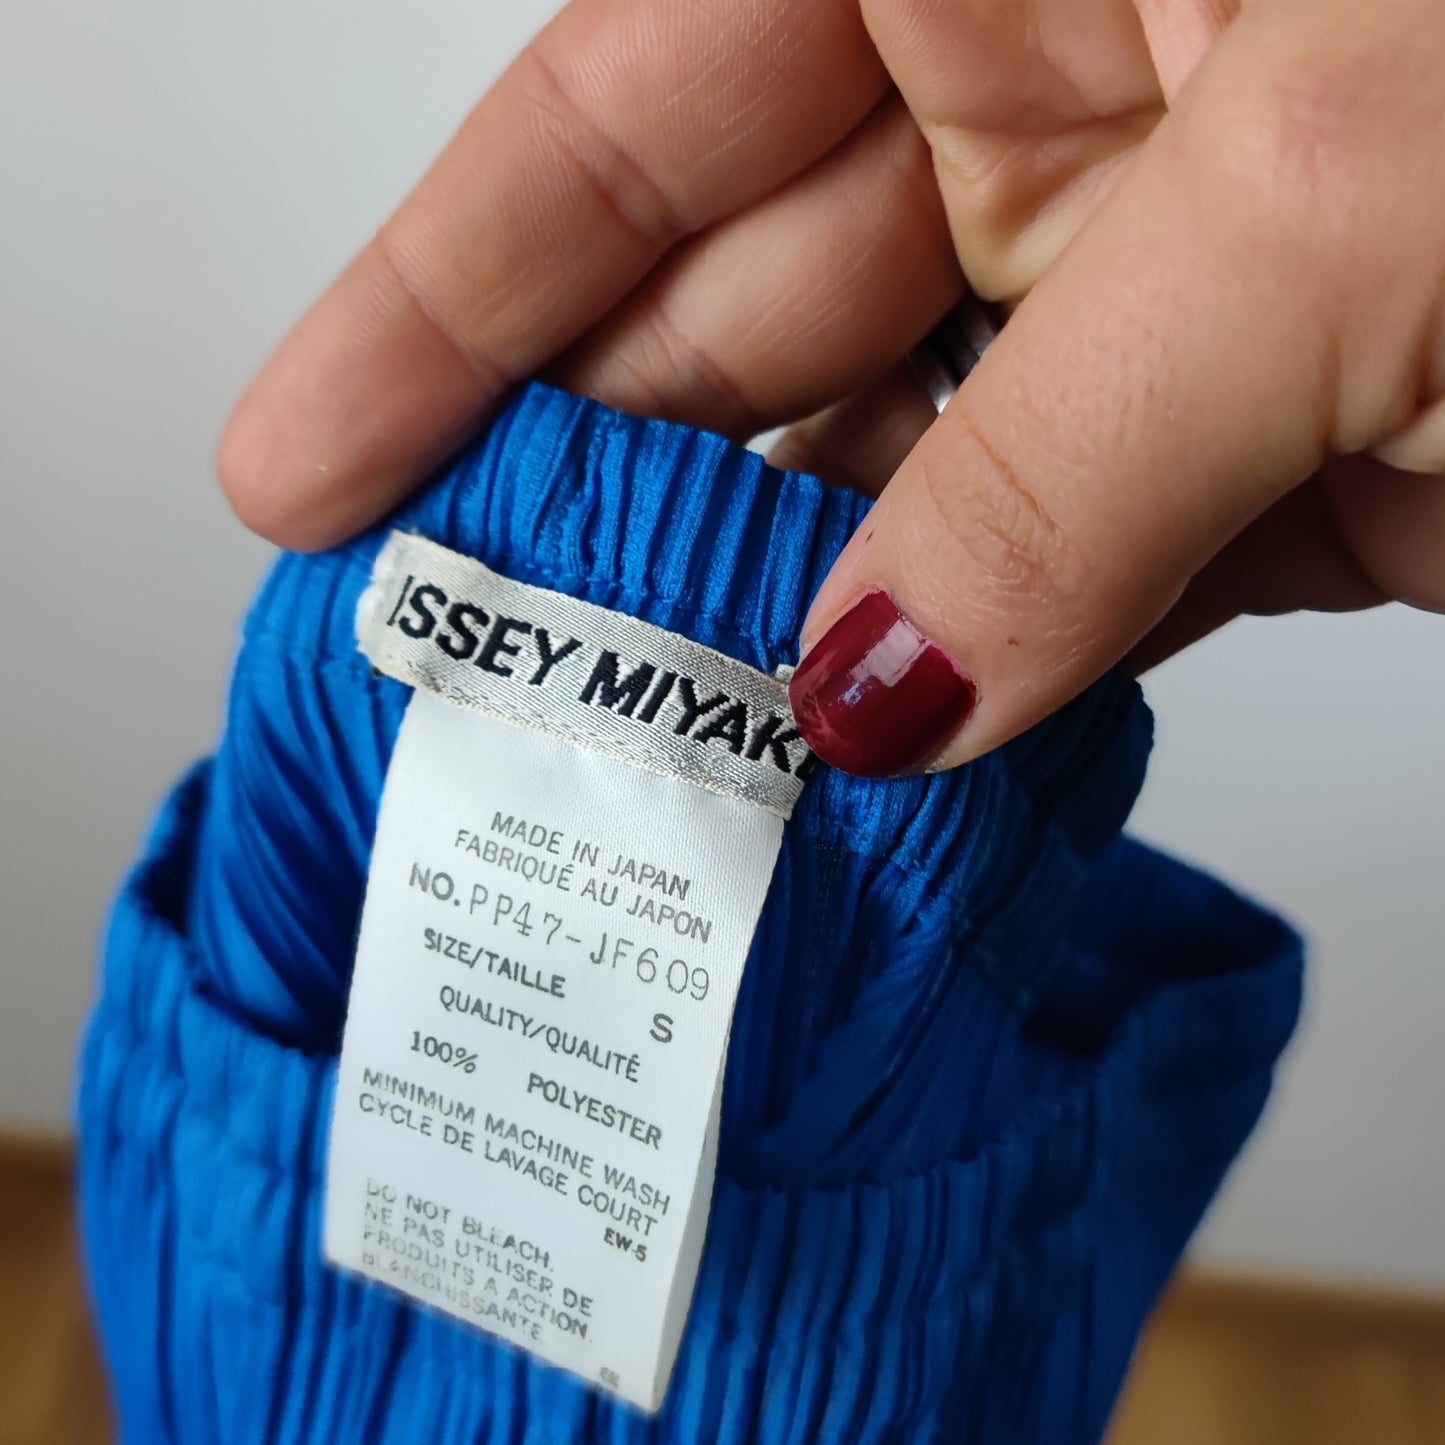 ISSEY MIYAK
MADE IN JAPAN
FABRIQUÉ AU JAPON
NO. PP47-JF609
SIZE/TAILLE
S
QUALITY/QUALITÉ
100% POLYESTER
MINIMUM MACHINE WASH
CYCLE DE LAVAGE COURT
EW-5
DO NOT BLEACH.
NE PAS UTILISER DE
PRODUITS A ACTION
BLANCHISSANTE.